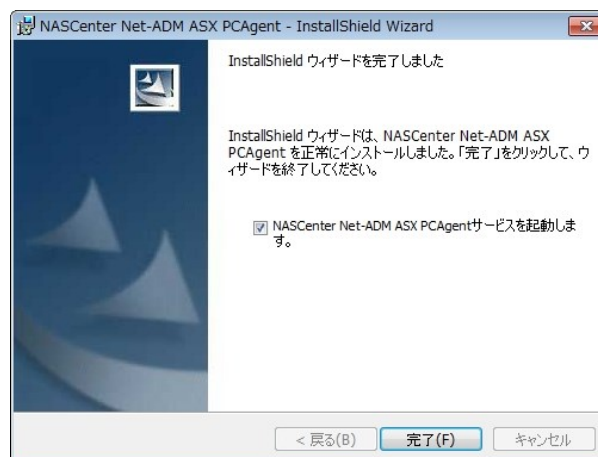 NASCenter Net-ADM ASX PCAgent - InstallShield Wizard
InstallShield ウィザードを完了しました
InstallShield ウィザードは、NASCenter Net-ADM ASX
PCAgent を正常にインストールしました。「完了」をクリックして、ウ
ィザードを終了してください。
NASCenter Net-ADM ASX PCAgentサービスを起動しま
す。
< 戻る(B)
完了(F)
キャンセル